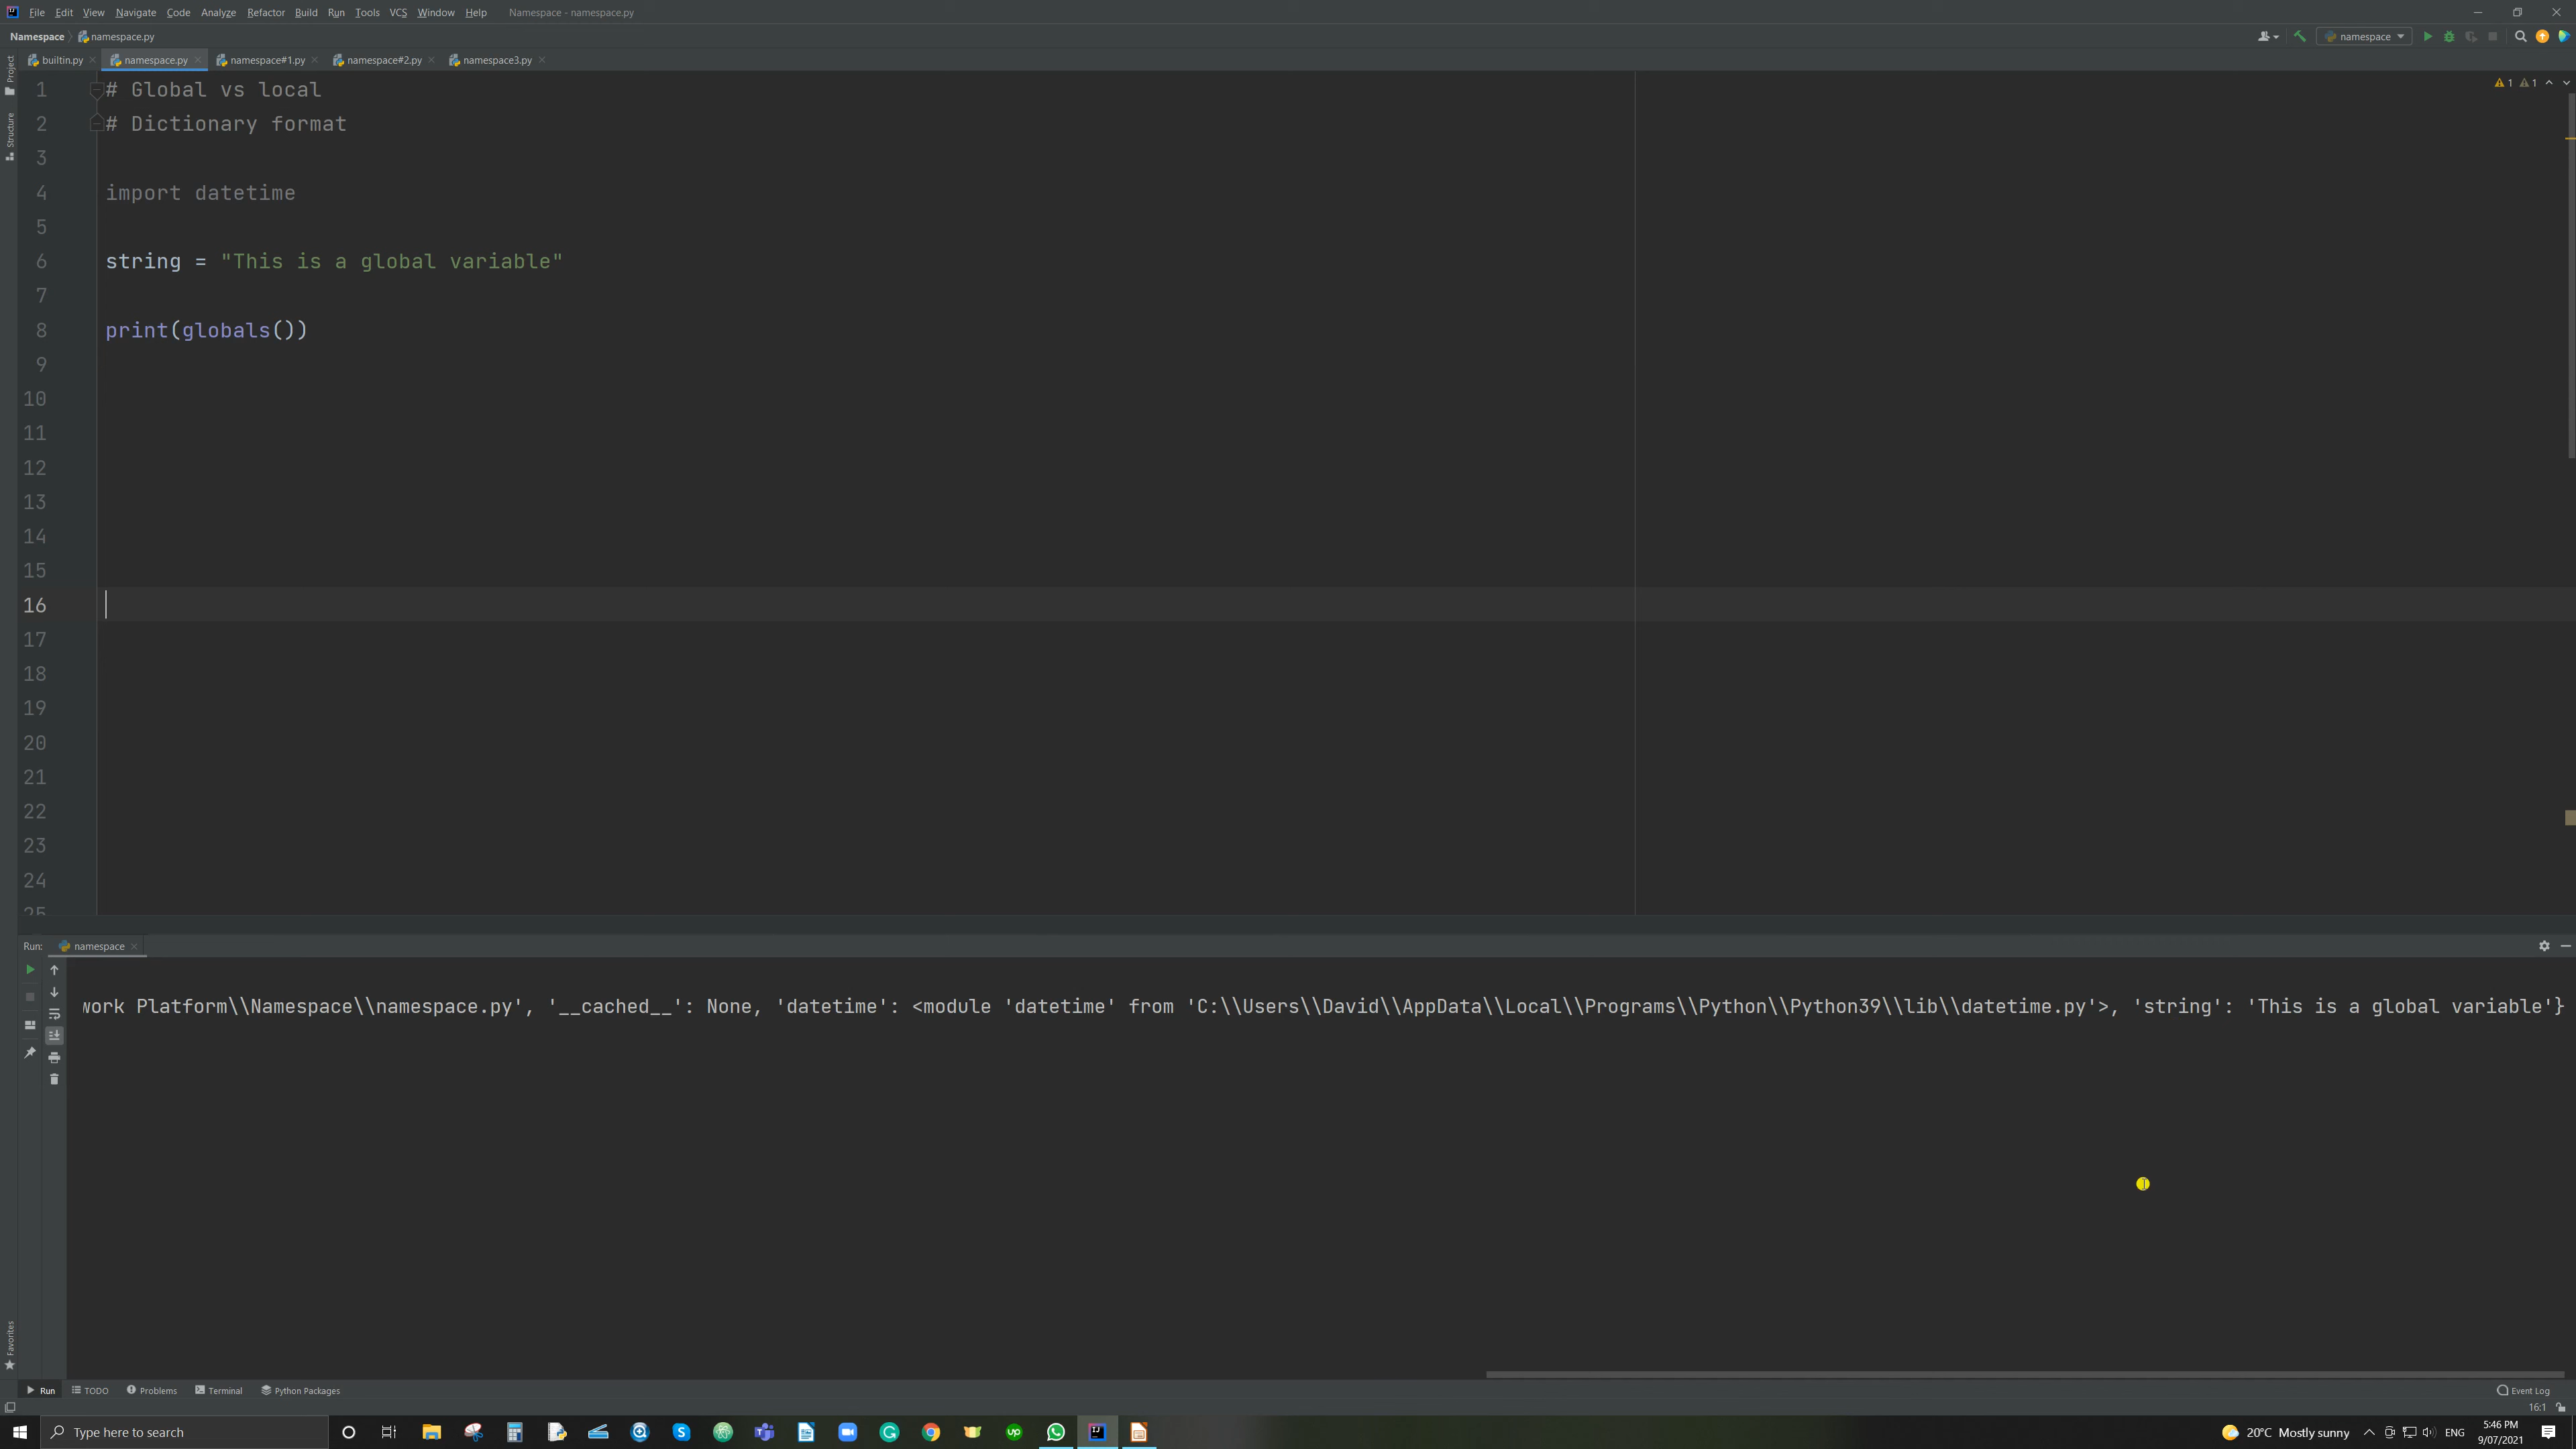 File Edit View Navigate Code Analyze Refactor Build Run Tools VCS Window Help Namespace - namespace.py
Namespace namespace.py namespace
builtin.py namespace.py namespace#1.py namespace#2.py namespace3.py
Project
Structure
1 # Global vs local
2 # Dictionary format
3
4 import datetime
5
6 string = "This is a global variable"
7
8 print(globals())
9
10
11
12
13
14
15
16
17
18
19
20
21
22
23
24
25
1 1
Run: namespace
work Platform\\Namespace\\namespace.py', '__cached__': None, 'datetime': <module 'datetime' from 'C:\\Users\\David\\AppData\\Local\\Programs\\Python\\Python39\\lib\\datetime.py'>, 'string': 'This is a global variable'}
Favorites
Run TODO Problems Terminal Python Packages Event Log
16:1
Type here to search 20°C Mostly sunny ENG 5:46 PM
9/07/2021